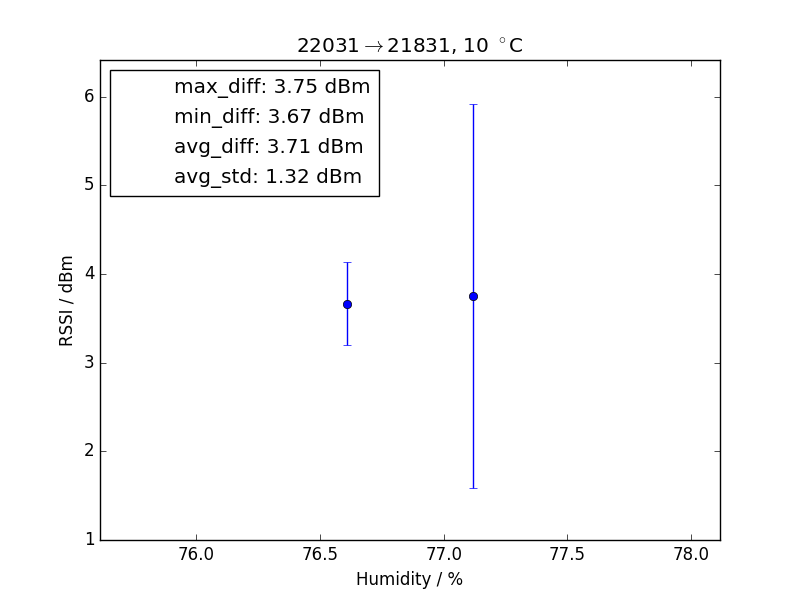 22031→21831, 10 °C
max_diff: 3.75 dBm
min_diff: 3.67 dBm
avg_diff: 3.71 dBm
avg_std: 1.32 dBm
RSSI / dBm
6
5
4
3
2
1
76.0 76.5 77.0 77.5 78.0
Humidity / %